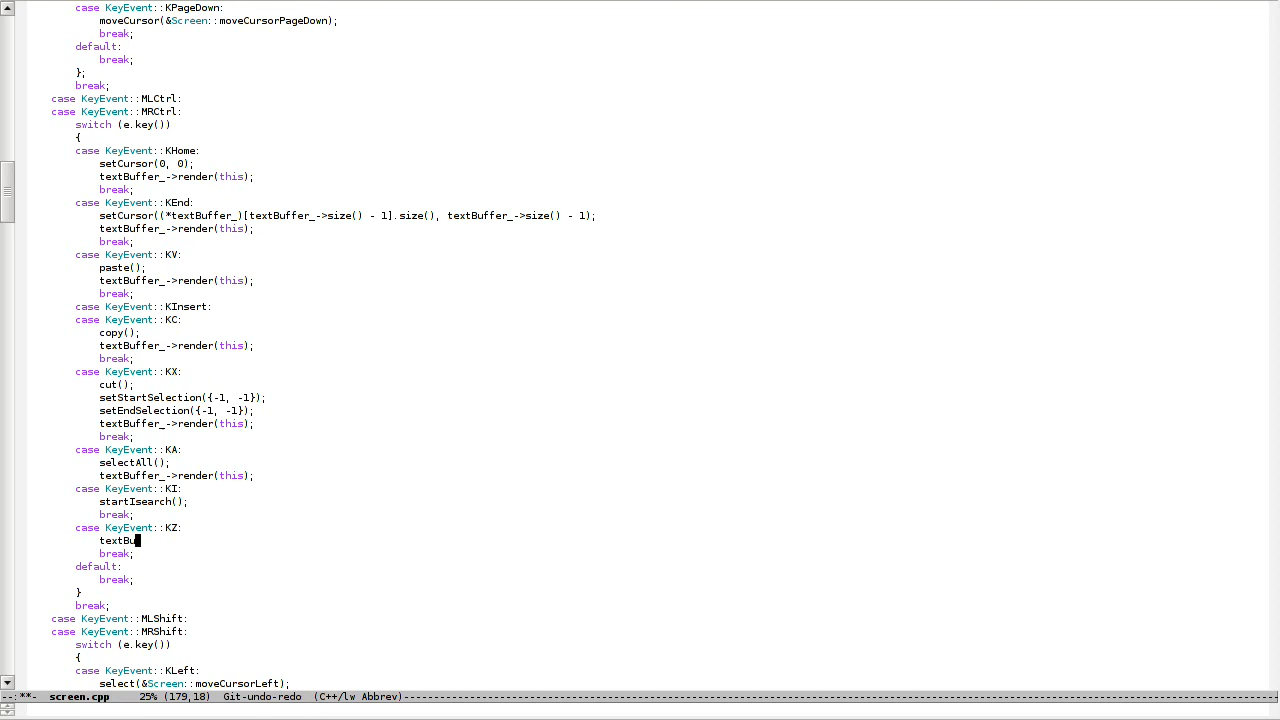 case KeyEvent::KPageDown:
            moveCursor(&Screen::moveCursorPageDown);
            break;
        default:
            break;
        };
        break;
    case KeyEvent::MLCtrl:
    case KeyEvent::MRCtrl:
        switch (e.key())
        {
        case KeyEvent::KHome:
            setCursor(0, 0);
            textBuffer_->render(this);
            break;
        case KeyEvent::KEnd:
            setCursor((*textBuffer_)[textBuffer_->size() - 1].size(), textBuffer_->size() - 1);
            textBuffer_->render(this);
            break;
        case KeyEvent::KV:
            paste();
            textBuffer_->render(this);
            break;
        case KeyEvent::KInsert:
        case KeyEvent::KC:
            copy();
            textBuffer_->render(this);
            break;
        case KeyEvent::KX:
            cut();
            setStartSelection({-1, -1});
            setEndSelection({-1, -1});
            textBuffer_->render(this);
            break;
        case KeyEvent::KA:
            selectAll();
            textBuffer_->render(this);
        case KeyEvent::KI:
            startIsearch();
            break;
        case KeyEvent::KZ:
            textBu
            break;
        default:
            break;
        }
        break;
    case KeyEvent::MLShift:
    case KeyEvent::MRShift:
        switch (e.key())
        {
        case KeyEvent::KLeft:
            select(&Screen::moveCursorLeft);
--:**-  screen.cpp     25% (179,18)  Git-undo-redo  (C++/lw Abbrev)--------